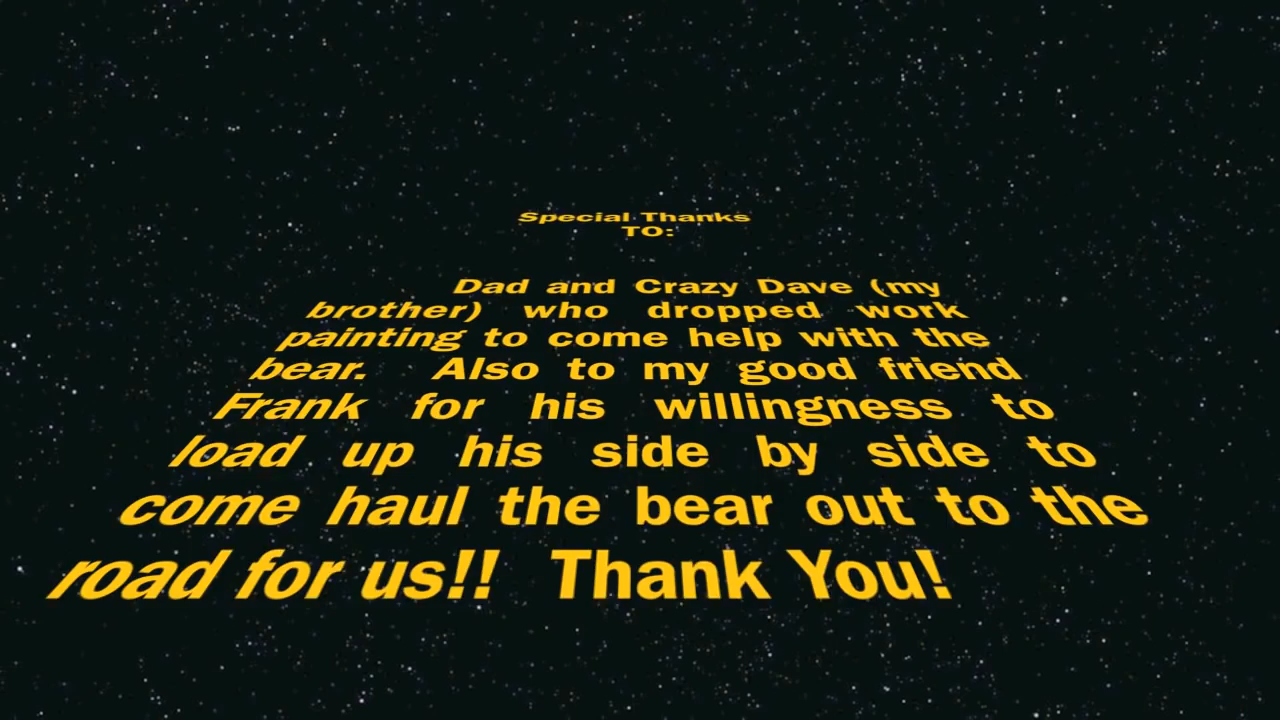 Special Thanks
TO:
Dad and Crazy Dave (my
brother) who dropped work
painting to come help with the
bear. Also to my good friend
Frank for his willingness to
load up his side by side to
come haul the bear out to the
road for us!! Thank You!